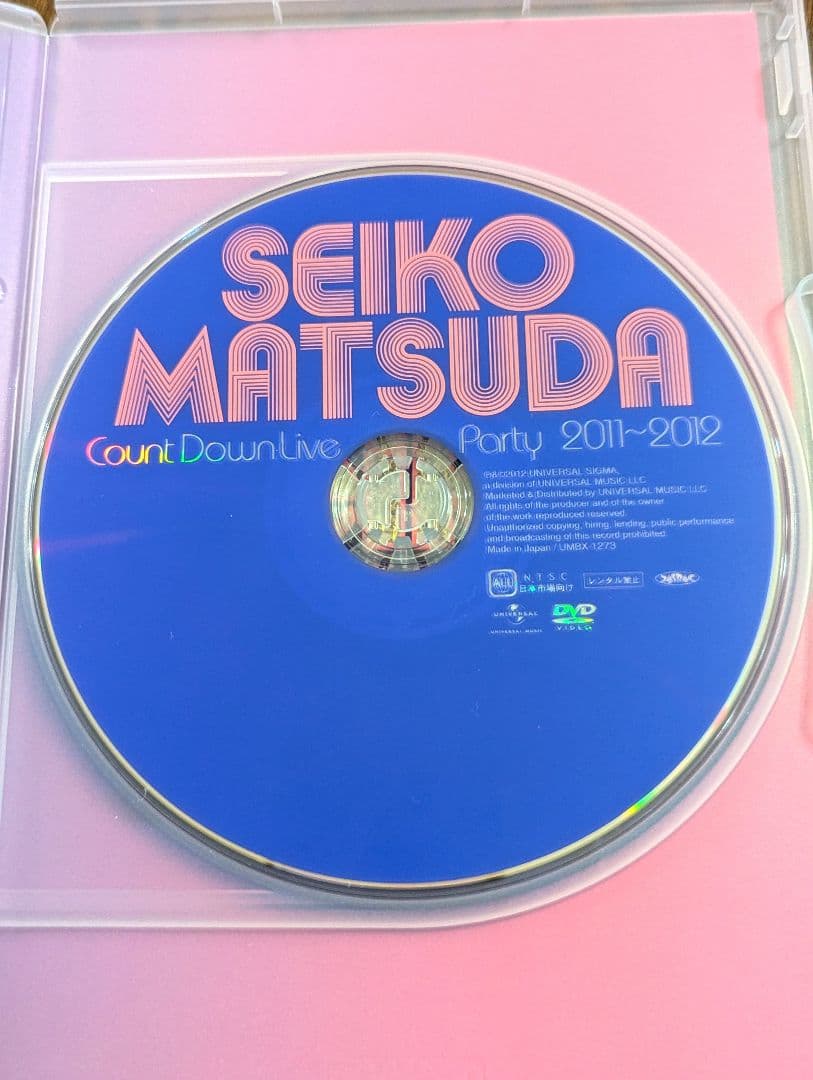 SEIKO
MATSUDA
Count Down Live Party 2011~2012
℗&©2012 UNIVERSAL SIGMA,
a division of UNIVERSAL MUSIC LLC
Marketed & Distributed by UNIVERSAL MUSIC LLC
All rights of the producer and of the owner
of the work reproduced reserved.
Unauthorized copying, hiring, lending, public performance
and broadcasting of this record prohibited.
Made in Japan / UMBX-1273
ALL NTSC
日本市場向け
レンタル禁止
UNIVERSAL
UNIVERSAL MUSIC
DVD
VIDEO